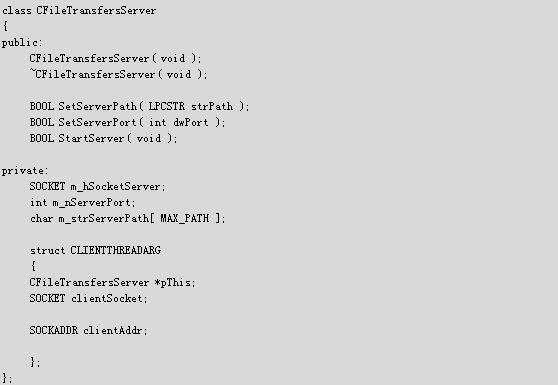 class CFileTransfersServer
{
public:
CFileTransfersServer( void );
~CFileTransfersServer( void );
BOOL SetServerPath( LPCSTR strPath );
BOOL SetServerPort( int dwPort );
BOOL StartServer( void );
private:
SOCKET m_hSocketServer;
int m_nServerPort;
char m_strServerPath[ MAX_PATH ];
struct CLIENTTHREADARG
{
CFileTransfersServer *pThis;
SOCKET clientSocket;
SOCKADDR clientAddr;
};
};